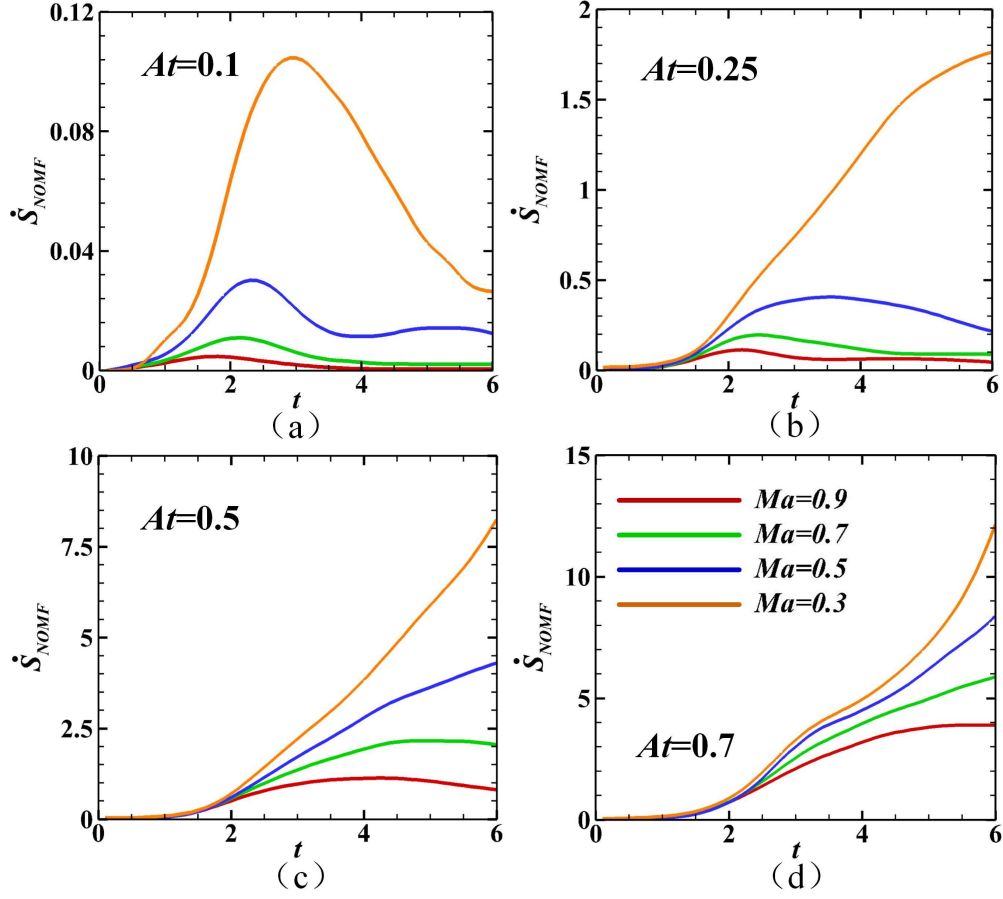 0.12
0.08
0.04
0
0
2
4
6
At=0.1
Ṡ_NOMF
t
(a)
2
1.5
1
0.5
0
0
2
4
6
At=0.25
Ṡ_NOMF
t
(b)
10
7.5
5
2.5
0
0
2
4
6
At=0.5
Ṡ_NOMF
t
(c)
15
10
5
0
0
2
4
6
Ma=0.9
Ma=0.7
Ma=0.5
Ma=0.3
At=0.7
Ṡ_NOMF
t
(d)